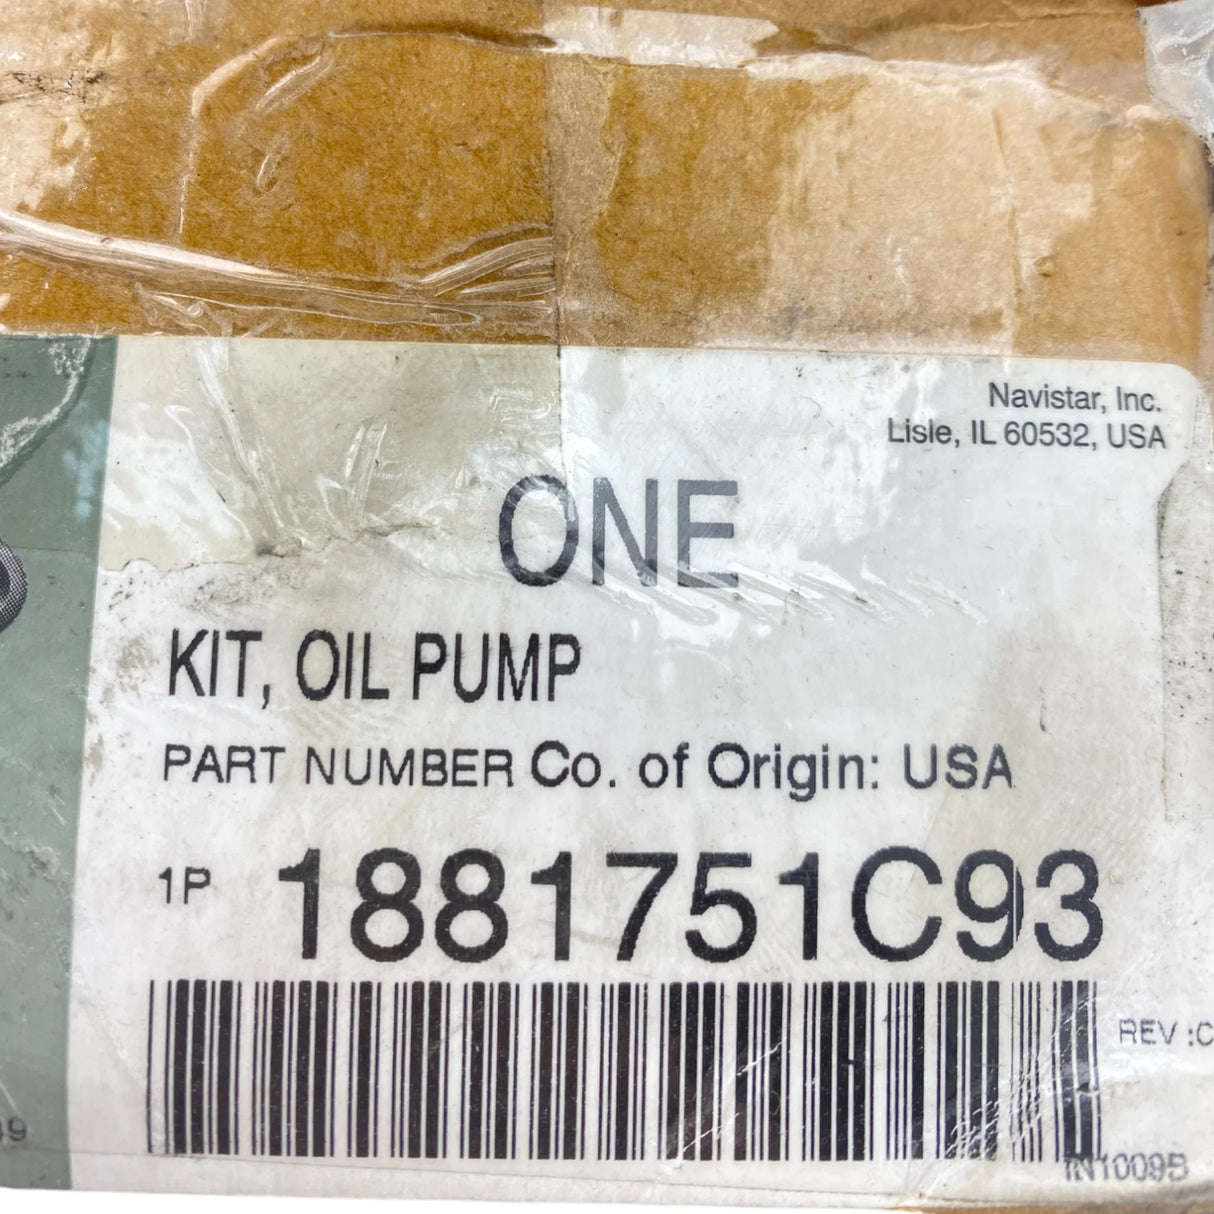 Navistar, Inc.
Lisle, IL 60532, USA
ONE
KIT, OIL PUMP
PART NUMBER Co. of Origin: USA
1P 1881751C93
REV :C
IN1009B